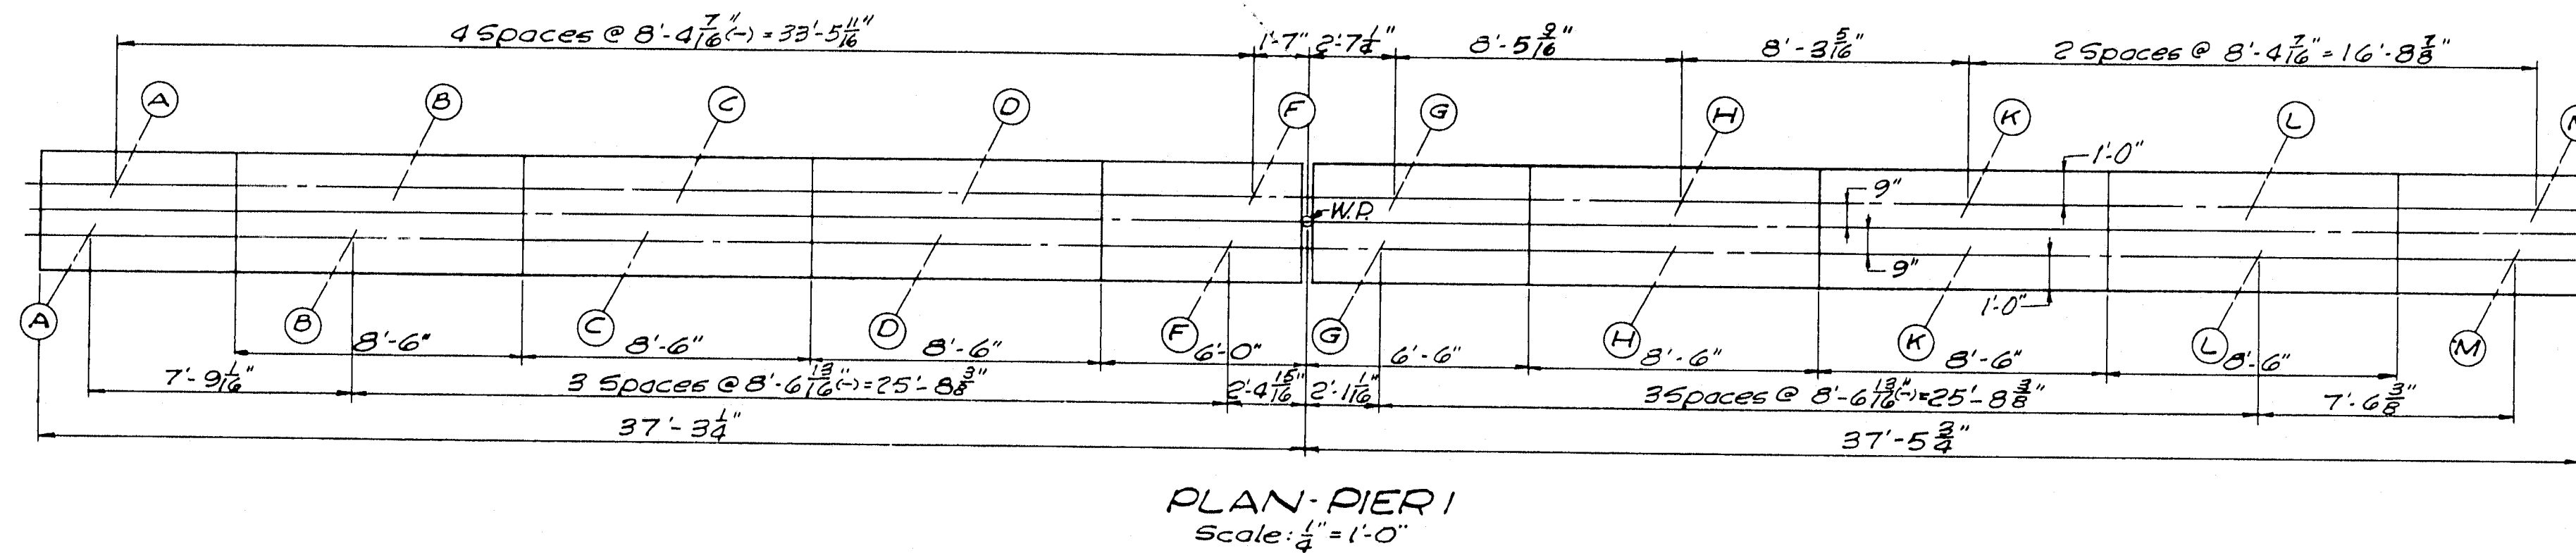 4 Spaces @ 8'-4 7/16"(-) = 33'-5 11/16"
1'-7"
2'-7 1/4"
8'-5 9/16"
8'-3 5/16"
2 Spaces @ 8'-4 7/16" = 16'-8 7/8"
A
B
C
D
F
G
H
K
L
1'-0"
9"
W.P.
9"
1'-0"
A
B
C
D
F
G
H
K
L
M
8'-6"
8'-6"
8'-6"
6'-0"
6'-6"
8'-6"
8'-6"
8'-6"
7'-9 1/16"
3 Spaces @ 8'-6 13/16"(-) = 25'-8 3/8"
2'-4 15/16"
2'-1 1/16"
3 Spaces @ 8'-6 13/16"(-) = 25'-8 3/8"
7'-6 3/8"
37'-3 1/4"
37'-5 3/4"
PLAN-PIER 1
Scale: 1/4" = 1'-0"